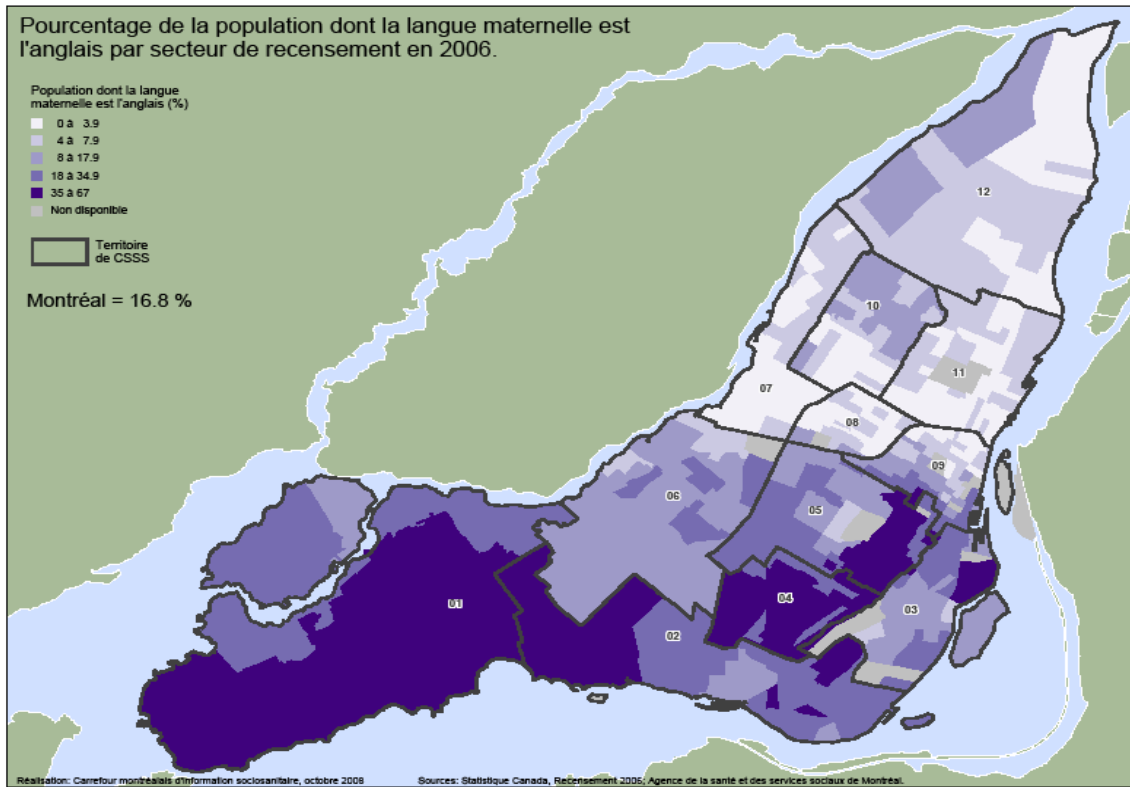 Pourcentage de la population dont la langue maternelle est
l'anglais par secteur de recensement en 2006.
Population dont la langue
maternelle est l'anglais (%)
0 à 3.9
4 à 7.9
8 à 17.9
18 à 34.9
35 à 67
Non disponible
Territoire
de CSSS
Montréal = 16.8 %
12
10
11
07
08
09
06
05
01
04
03
02
Réalisation: Carrefour montréalais d'information sociosanitaire, octobre 2008
Sources: Statistique Canada, Recensement 2006; Agence de la santé et des services sociaux de Montréal.